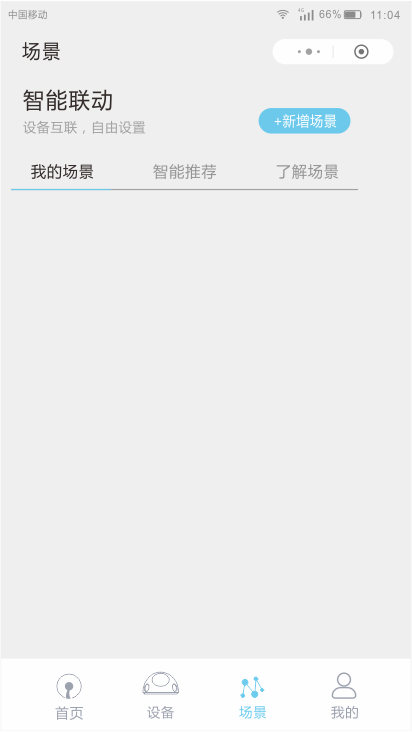 中国移动 4G 66% 11:04
场景
智能联动
设备互联，自由设置
+新增场景
我的场景 智能推荐 了解场景
首页 设备 场景 我的